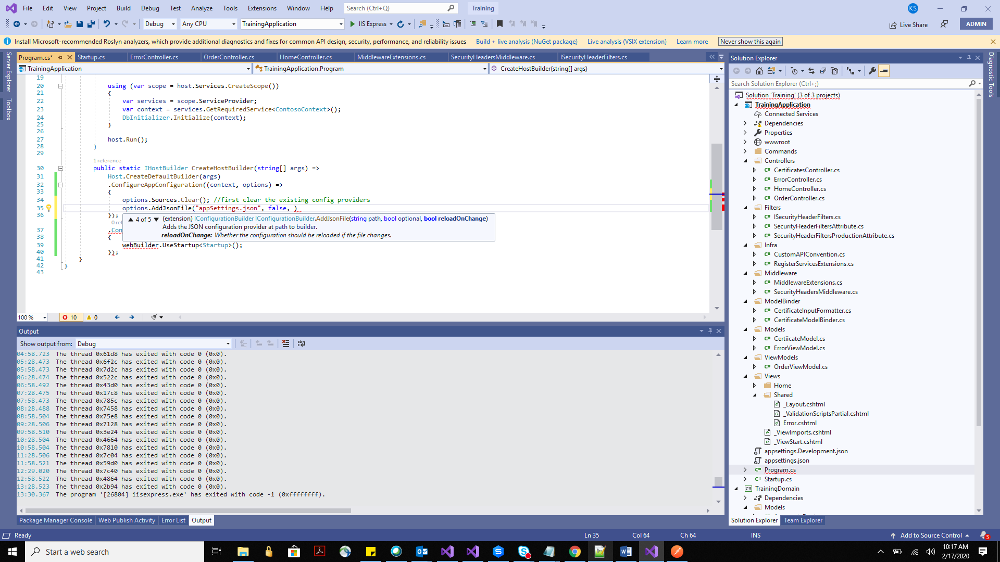 File Edit View Project Build Debug Test Analyze Tools Extensions Window Help Search (Ctrl+Q) Training KS
Debug Any CPU TrainingApplication IIS Express Live Share ADMIN
Install Microsoft-recommended Roslyn analyzers, which provide additional diagnostics and fixes for common API design, security, performance, and reliability issues Build + live analysis (NuGet package) Live analysis (VSIX extension) Learn more Never show this again
Server Explorer
Toolbox
Program.cs* Startup.cs ErrorController.cs OrderController.cs HomeController.cs MiddlewareExtensions.cs SecurityHeadersMiddleware.cs ISecurityHeaderFilters.cs
TrainingApplication TrainingApplication.Program CreateHostBuilder(string[] args)
19
20 using (var scope = host.Services.CreateScope())
21 {
22 var services = scope.ServiceProvider;
23 var context = services.GetRequiredService<ContosoContext>();
24 DbInitializer.Initialize(context);
25 }
26
27 host.Run();
28 }
29
1 reference
30 public static IHostBuilder CreateHostBuilder(string[] args) =>
31 Host.CreateDefaultBuilder(args)
32 .ConfigureAppConfiguration((context, options) =>
33 {
34 options.Sources.Clear(); //first clear the existing config providers
35 options.AddJsonFile("appSettings.json", false, )
36 });
0 ref
4 of 5 (extension) IConfigurationBuilder IConfigurationBuilder.AddJsonFile(string path, bool optional, bool reloadOnChange)
Adds the JSON configuration provider at path to builder.
reloadOnChange: Whether the configuration should be reloaded if the file changes.
37 .Con
38 {
39 webBuilder.UseStartup<Startup>();
40 });
41 }
42 }
43
100 % 10 0
Output
Show output from: Debug
04:58.723 The thread 0x61d8 has exited with code 0 (0x0).
05:28.473 The thread 0x6f2c has exited with code 0 (0x0).
05:58.473 The thread 0x7d2c has exited with code 0 (0x0).
06:28.474 The thread 0x522c has exited with code 0 (0x0).
06:58.492 The thread 0x43d0 has exited with code 0 (0x0).
07:28.475 The thread 0x17c8 has exited with code 0 (0x0).
07:58.473 The thread 0x785c has exited with code 0 (0x0).
08:28.488 The thread 0x7458 has exited with code 0 (0x0).
08:58.504 The thread 0x75e8 has exited with code 0 (0x0).
09:28.506 The thread 0x7128 has exited with code 0 (0x0).
09:58.510 The thread 0x3e24 has exited with code 0 (0x0).
10:28.504 The thread 0x4664 has exited with code 0 (0x0).
10:58.504 The thread 0x7810 has exited with code 0 (0x0).
11:28.506 The thread 0x7c04 has exited with code 0 (0x0).
11:58.521 The thread 0x59d0 has exited with code 0 (0x0).
12:29.020 The thread 0x7c40 has exited with code 0 (0x0).
12:58.522 The thread 0x4864 has exited with code 0 (0x0).
13:28.523 The thread 0x2b94 has exited with code 0 (0x0).
13:30.367 The program '[26804] iisexpress.exe' has exited with code -1 (0xffffffff).
Package Manager Console Web Publish Activity Error List Output
Solution Explorer
Search Solution Explorer (Ctrl+;)
Solution 'Training' (3 of 3 projects)
TrainingApplication
Connected Services
Dependencies
Properties
wwwroot
Commands
Controllers
C# CertificatesController.cs
C# ErrorController.cs
C# HomeController.cs
C# OrderController.cs
Filters
C# ISecurityHeaderFilters.cs
C# SecurityHeaderFiltersAttribute.cs
C# SecurityHeaderFiltersProductionAttribute.cs
Infra
C# CustomAPIConvention.cs
C# RegisterServicesExtensions.cs
Middleware
C# MiddlewareExtensions.cs
C# SecurityHeadersMiddleware.cs
ModelBinder
C# CertificateInputFormatter.cs
C# CertificateModelBinder.cs
Models
C# CertiicateModel.cs
C# ErrorViewModel.cs
ViewModels
C# OrderViewModel.cs
Views
Home
Shared
_Layout.cshtml
_ValidationScriptsPartial.cshtml
Error.cshtml
_ViewImports.cshtml
_ViewStart.cshtml
appsettings.Development.json
appsettings.json
C# Program.cs
C# Startup.cs
C# TrainingDomain
Dependencies
Models
Solution Explorer Team Explorer
Diagnostic Tools
Ready Ln 35 Col 64 Ch 64 INS Add to Source Control 3
Start a web search
10:17 AM
2/17/2020